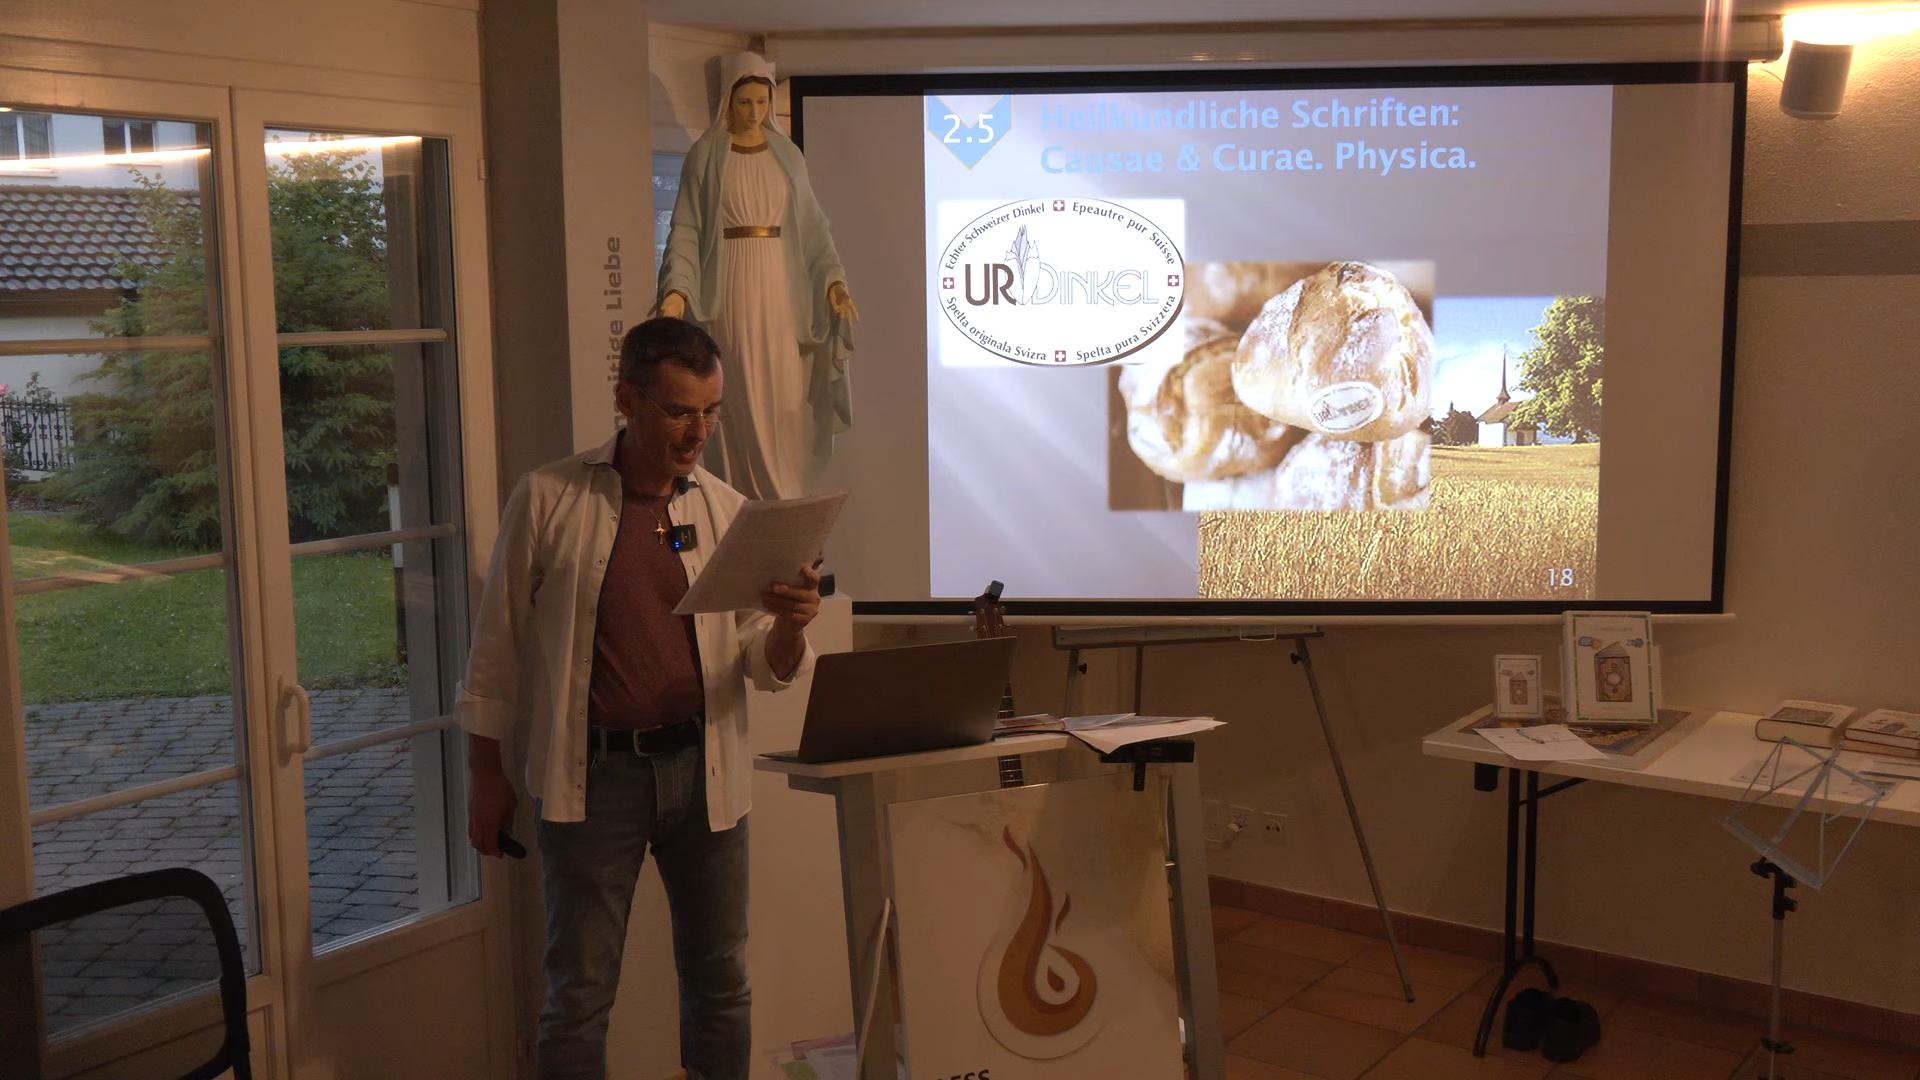 2.5
Heilkundliche Schriften:
Causae & Curae. Physica.
Echter Schweizer Dinkel
Epeautre pur Suisse
URDINKEL
Spelta originala Svizra
Spelta pura Svizzera
URDINKEL
18
Liebe